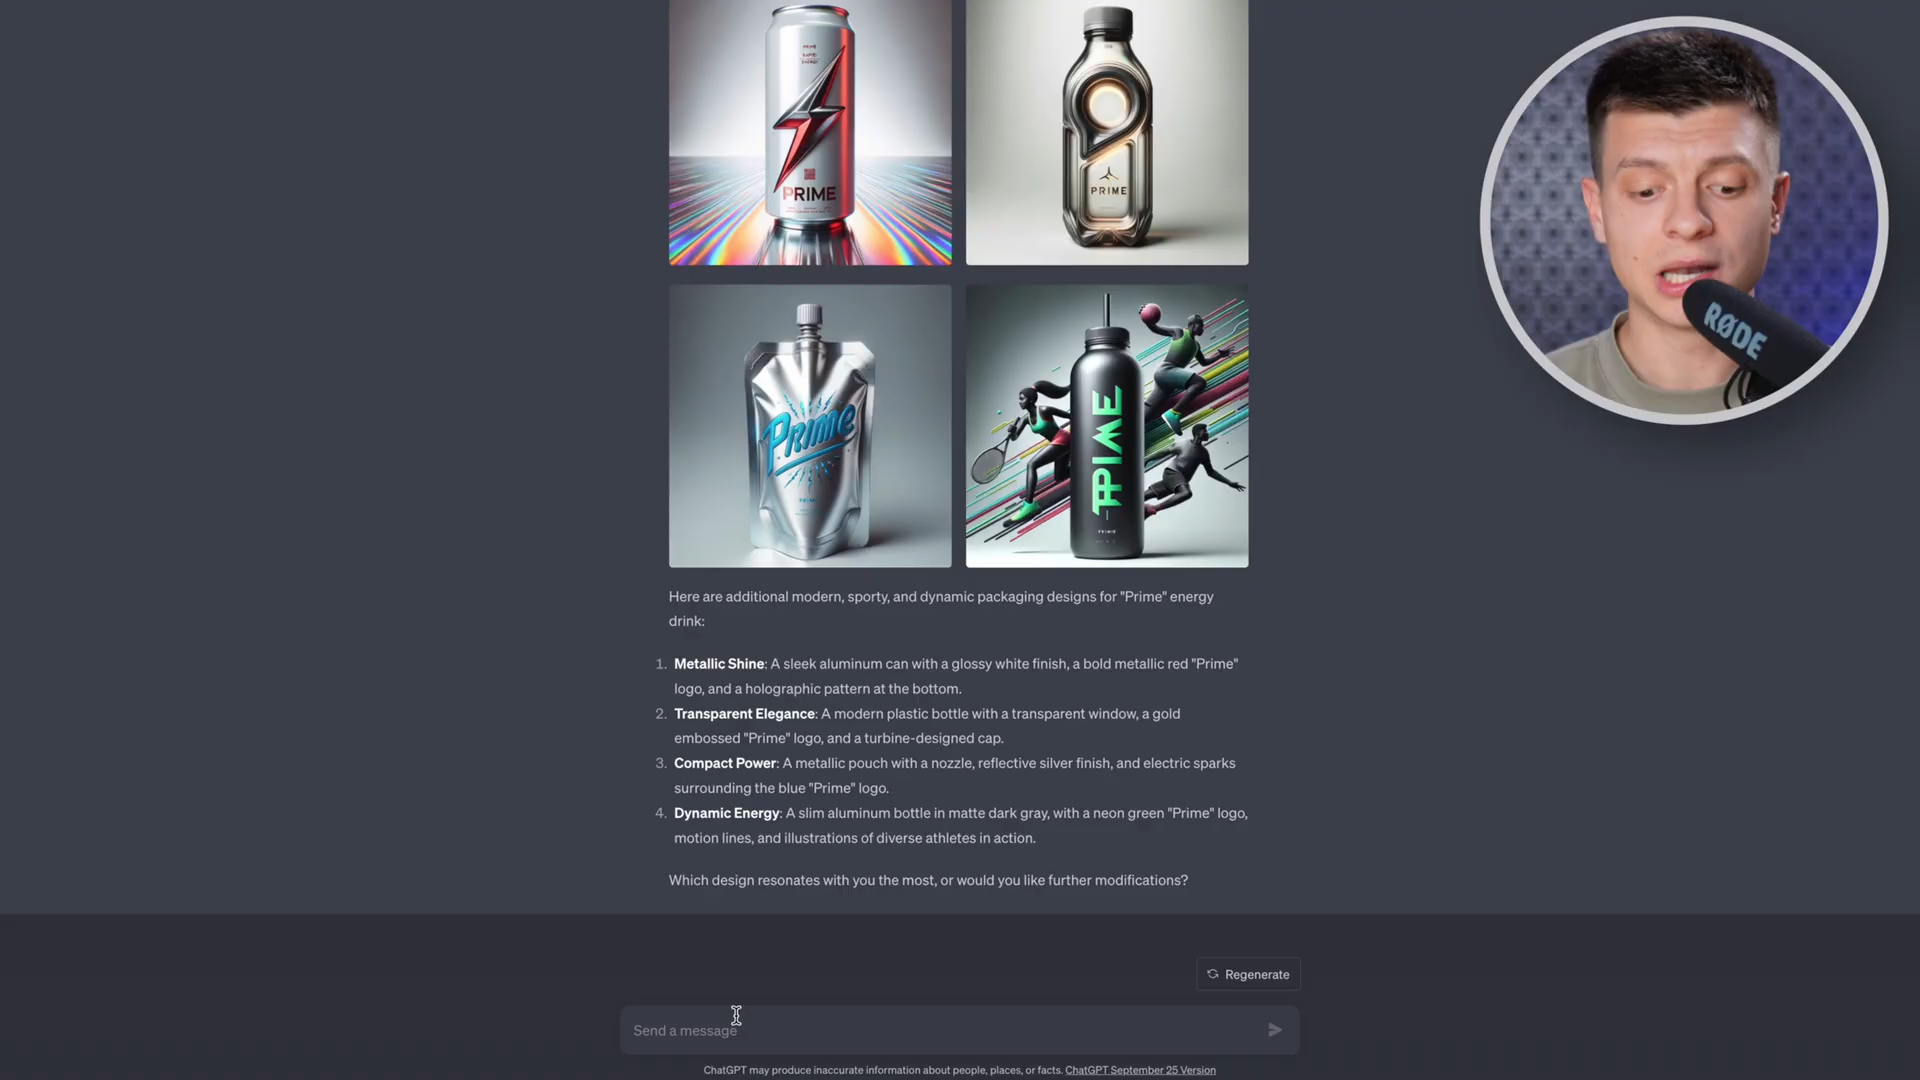 PRIME
PRIME
RØDE
Prime
PRIME
Here are additional modern, sporty, and dynamic packaging designs for "Prime" energy
drink:
1. Metallic Shine: A sleek aluminum can with a glossy white finish, a bold metallic red "Prime"
logo, and a holographic pattern at the bottom.
2. Transparent Elegance: A modern plastic bottle with a transparent window, a gold
embossed "Prime" logo, and a turbine-designed cap.
3. Compact Power: A metallic pouch with a nozzle, reflective silver finish, and electric sparks
surrounding the blue "Prime" logo.
4. Dynamic Energy: A slim aluminum bottle in matte dark gray, with a neon green "Prime" logo,
motion lines, and illustrations of diverse athletes in action.
Which design resonates with you the most, or would you like further modifications?
Regenerate
Send a message
ChatGPT may produce inaccurate information about people, places, or facts. ChatGPT September 25 Version